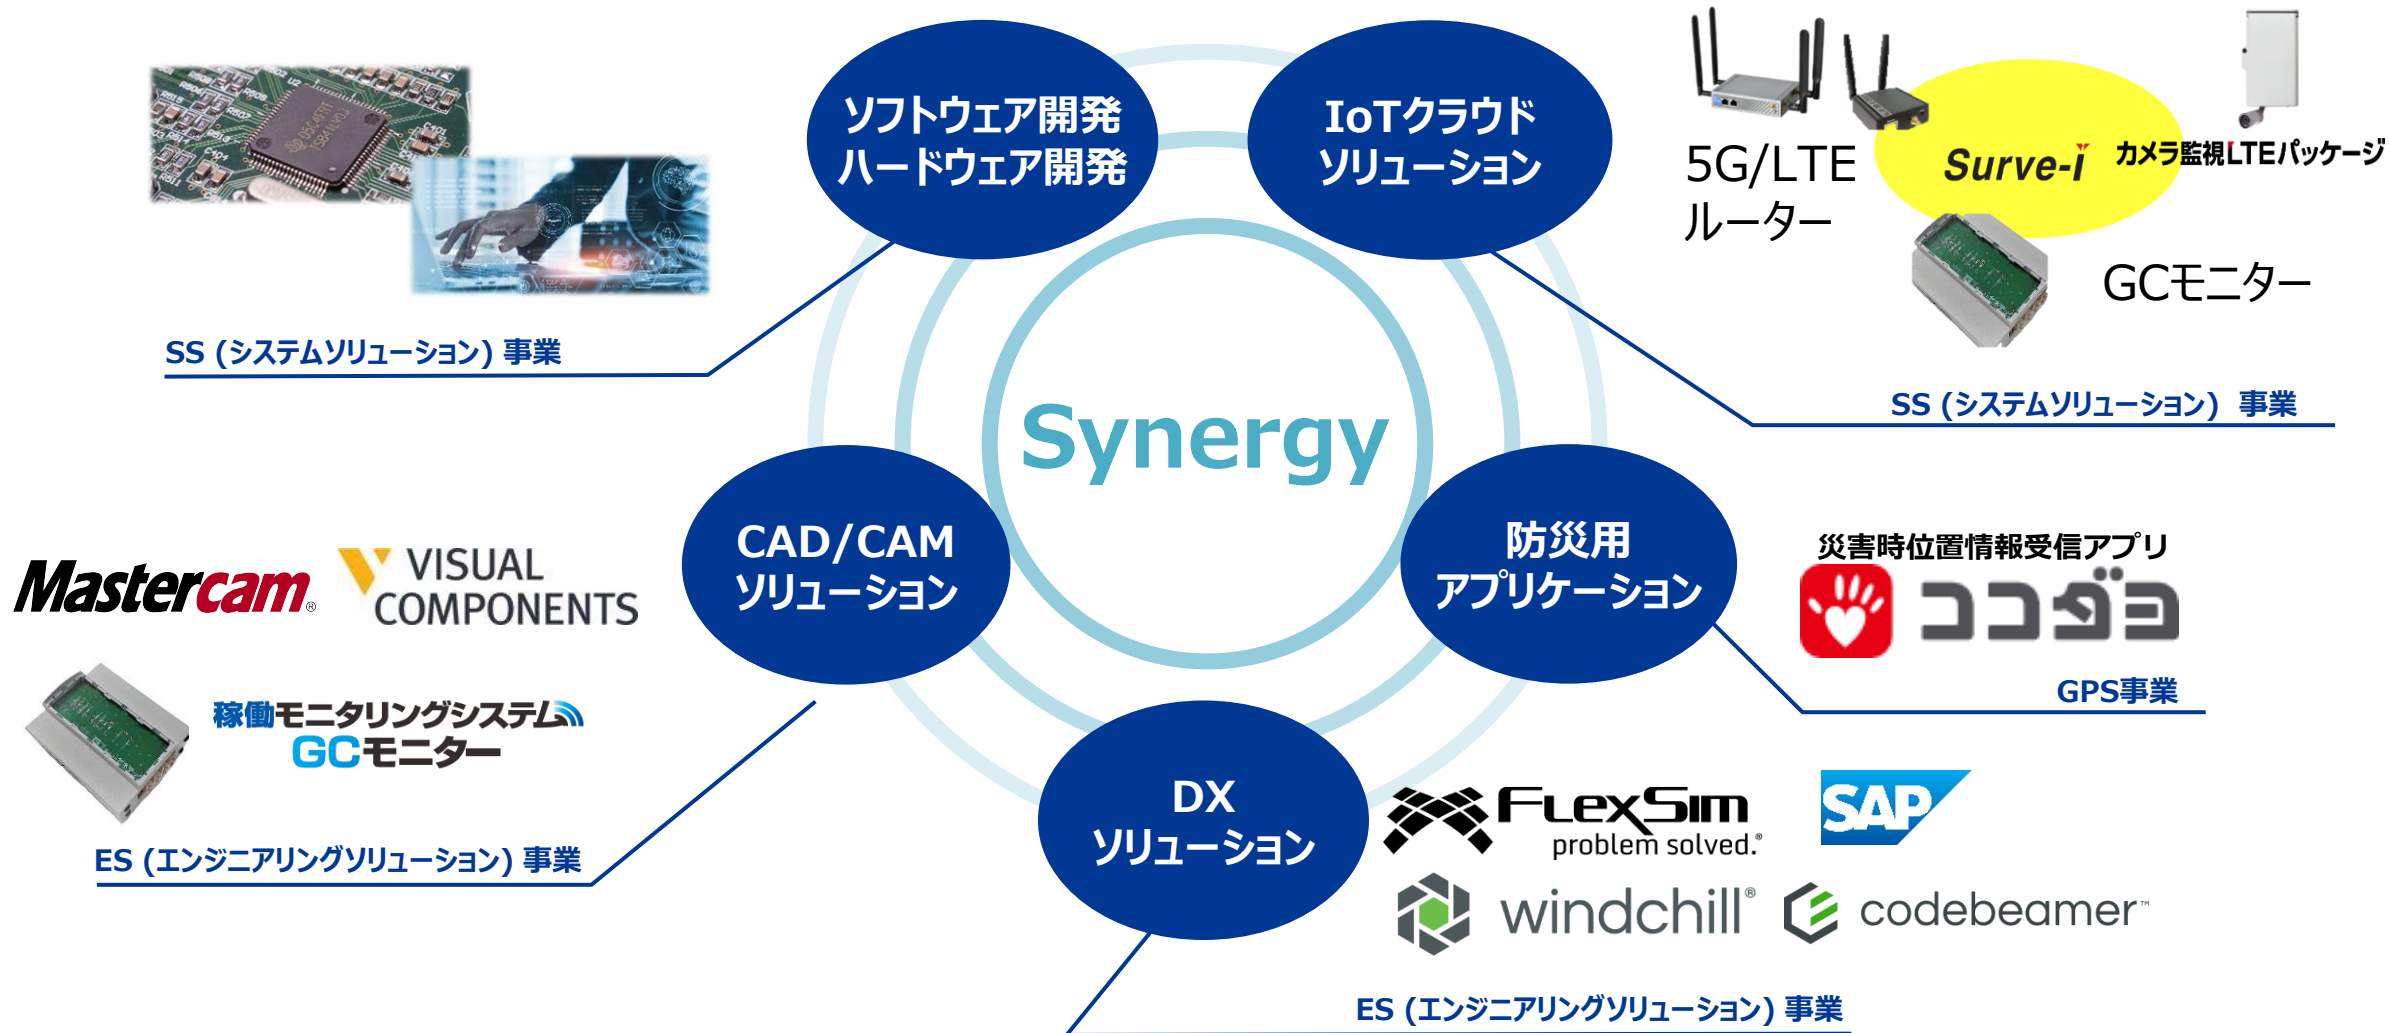 ソフトウェア開発
ハードウェア開発
IoTクラウド
ソリューション
5G/LTE
ルーター
Surve-i
カメラ監視LTEパッケージ
GCモニター
SS (システムソリューション) 事業
SS (システムソリューション) 事業
Synergy
CAD/CAM
ソリューション
防災用
アプリケーション
災害時位置情報受信アプリ
ココダヨ
GPS事業
Mastercam®
VISUAL
COMPONENTS
稼働モニタリングシステム
GCモニター
ES (エンジニアリングソリューション) 事業
DX
ソリューション
FLexSim
problem solved.®
SAP
windchill®
codebeamer™
ES (エンジニアリングソリューション) 事業